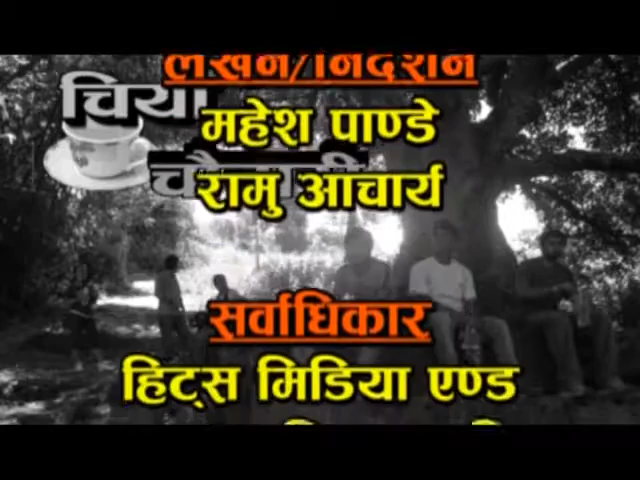 लेखन/निर्देशन
चिया
महेश पाण्डे
रामु आचार्य
सर्वाधिकार
हिट्स मिडिया एण्ड